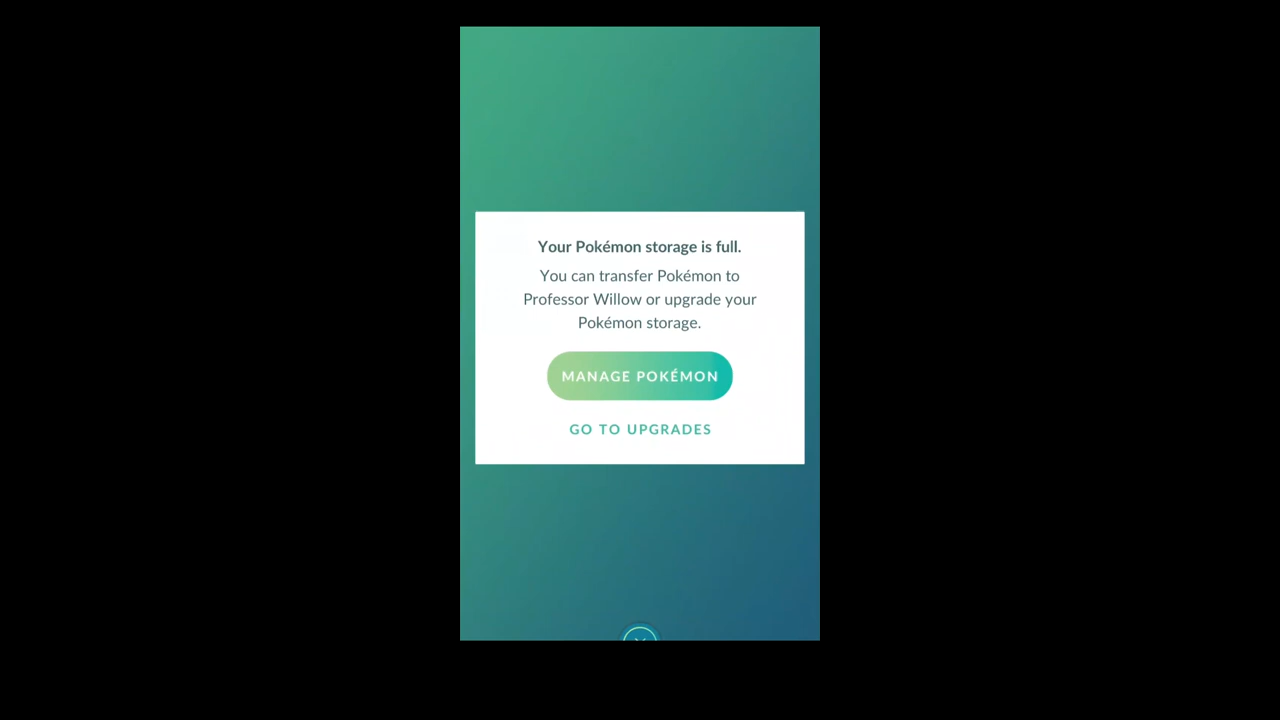 Your Pokémon storage is full.
You can transfer Pokémon to
Professor Willow or upgrade your
Pokémon storage.
MANAGE POKÉMON
GO TO UPGRADES